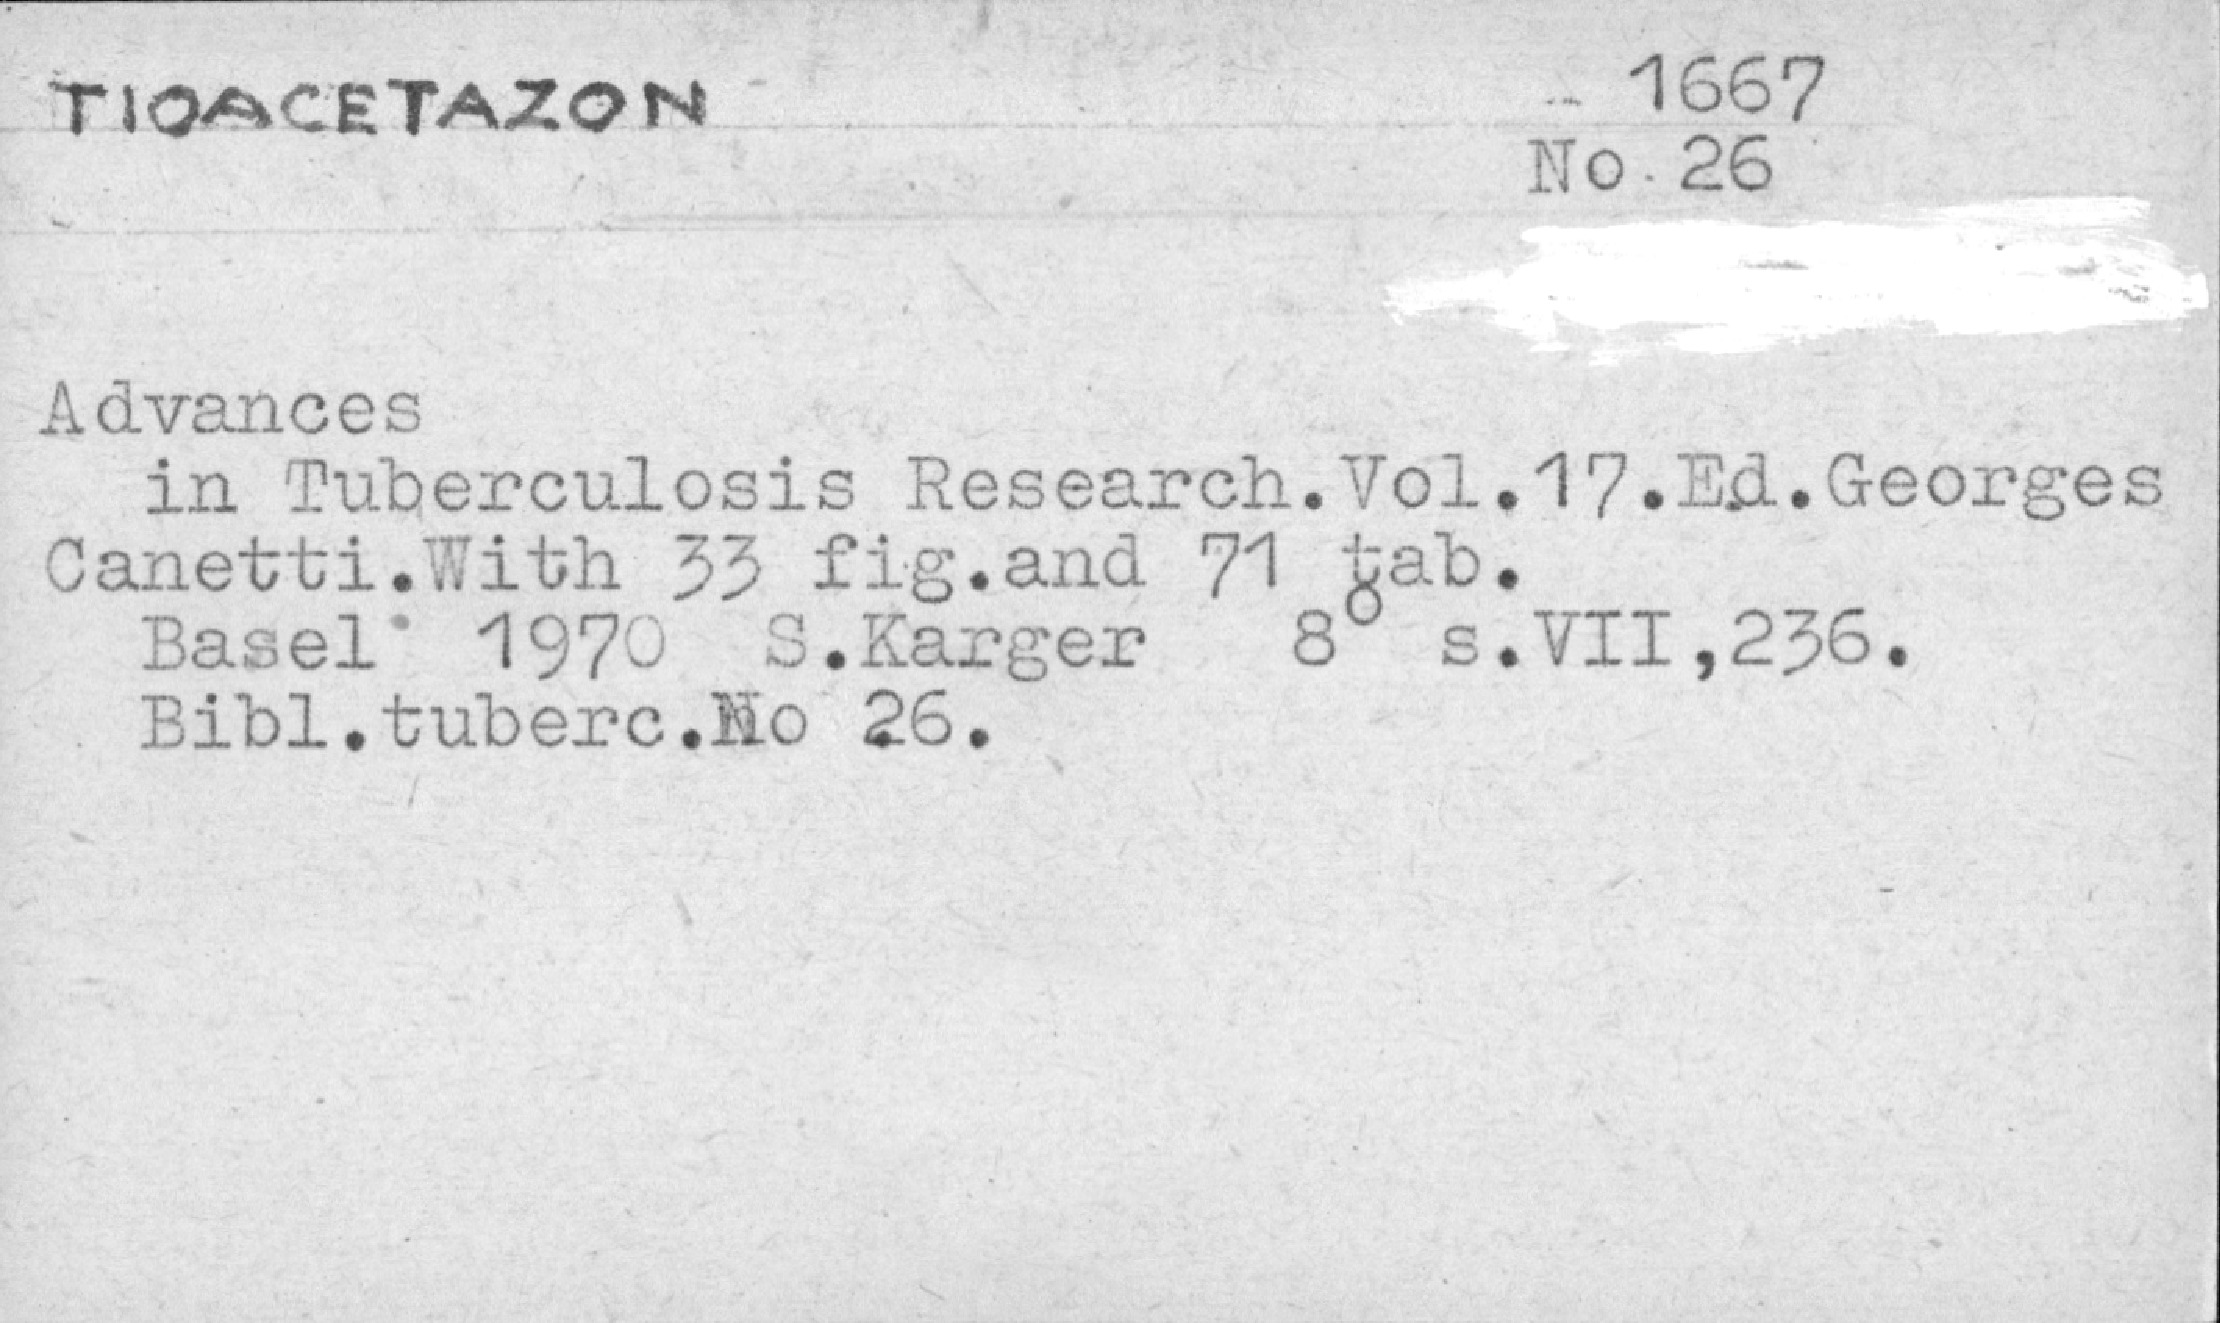 TIOACETAZON
1667
No. 26
Advances
in Tuberculosis Research.Vol.17.Ed.Georges
Canetti.With 33 fig.and 71 tab.
Basel 1970 S.Karger 8° s.VII,236.
Bibl.tuberc.No 26.